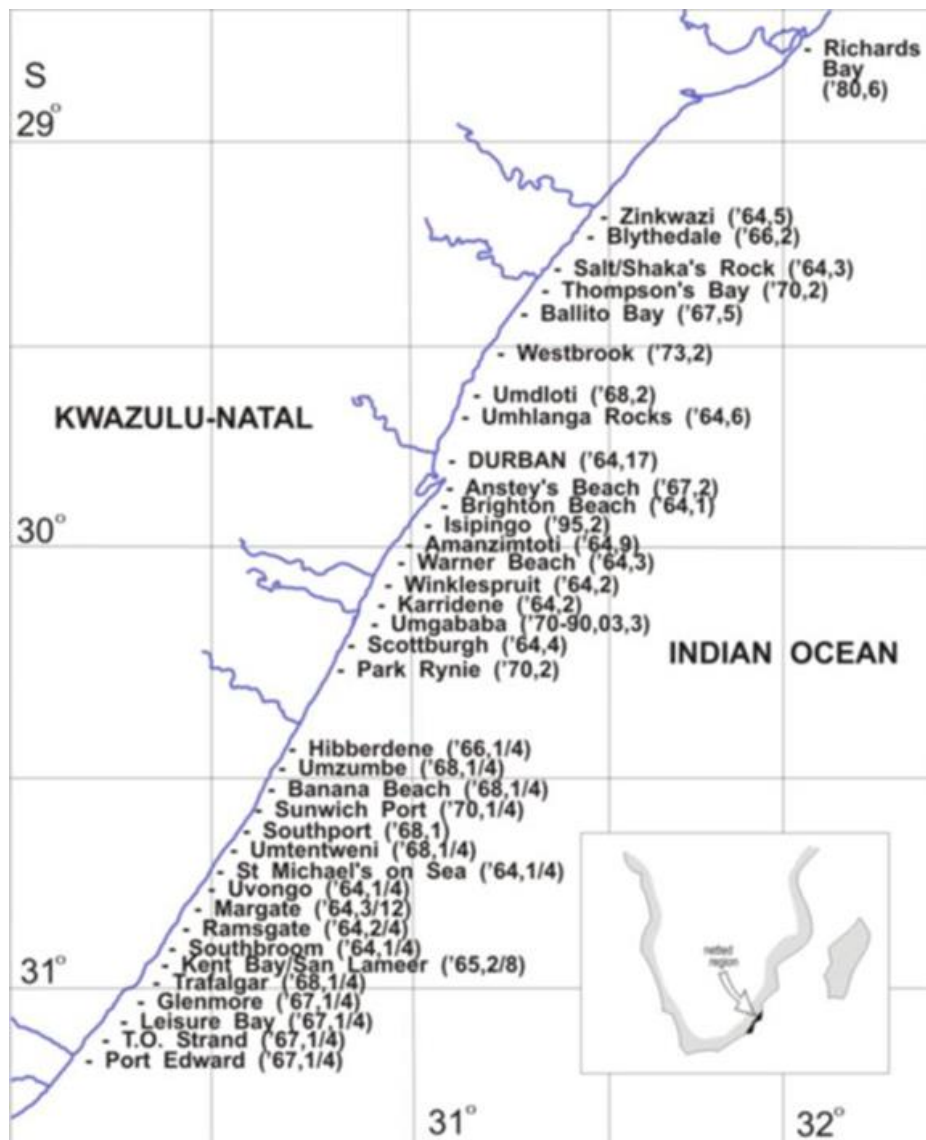 S
29°
Richards
Bay
('80,6)
Zinkwazi ('64,5)
Blythedale ('66,2)
Salt/Shaka's Rock ('64,3)
Thompson's Bay ('70,2)
Ballito Bay ('67,5)
Westbrook ('73,2)
Umdloti ('68,2)
KWAZULU-NATAL
Umhlanga Rocks ('64,6)
DURBAN ('64,17)
Anstey's Beach ('67,2)
Brighton Beach ('64,1)
30°
Isipingo ('95,2)
Amanzimtoti ('64,9)
Warner Beach ('64,3)
Winklespruit ('64,2)
Karridene ('64,2)
Umgababa ('70-90,03,3)
Scottburgh ('64,4)
INDIAN OCEAN
Park Rynie ('70,2)
Hibberdene ('66,1/4)
Umzumbe ('68,1/4)
Banana Beach ('68,1/4)
Sunwich Port ('70,1/4)
Southport ('68,1)
Umtentweni ('68,1/4)
St Michael's on Sea ('64,1/4)
Uvongo ('64,1/4)
Margate ('64,3/12)
Ramsgate ('64,2/4)
Southbroom ('64,1/4)
31°
Kent Bay/San Lameer ('65,2/8)
Trafalgar ('68,1/4)
Glenmore ('67,1/4)
Leisure Bay ('67,1/4)
T.O. Strand ('67,1/4)
Port Edward ('67,1/4)
netted
region
31°
32°